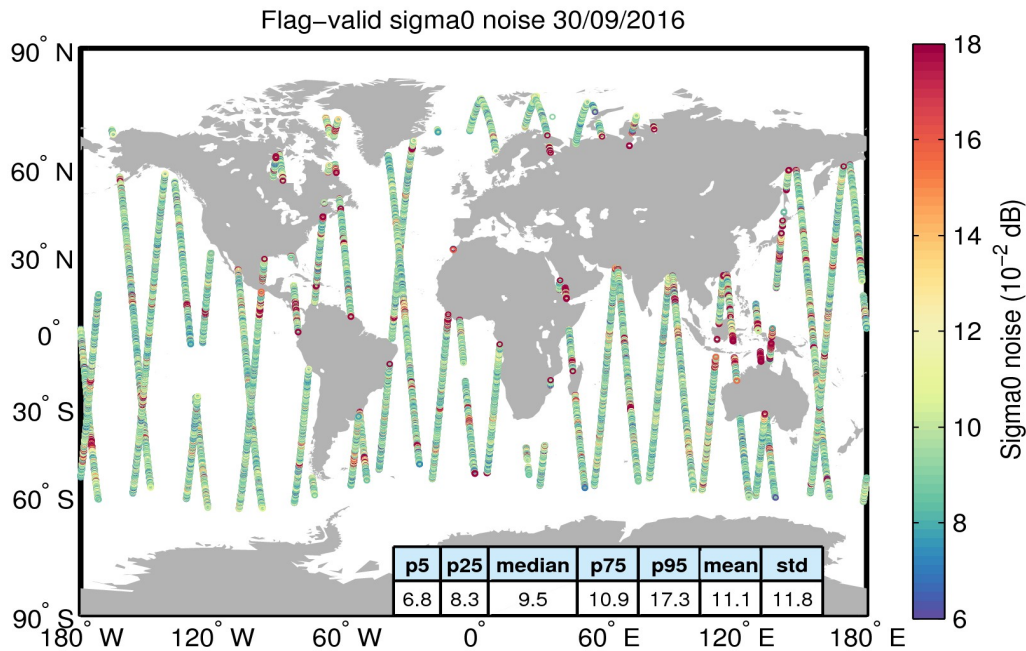 Flag−valid sigma0 noise 30/09/2016
90° N
60° N
30° N
0°
30° S
60° S
90° S
180° W
120° W
60° W
0°
60° E
120° E
180° E
p5 p25 median p75 p95 mean std
6.8 8.3 9.5 10.9 17.3 11.1 11.8
18
16
14
12
10
8
6
Sigma0 noise (10⁻² dB)